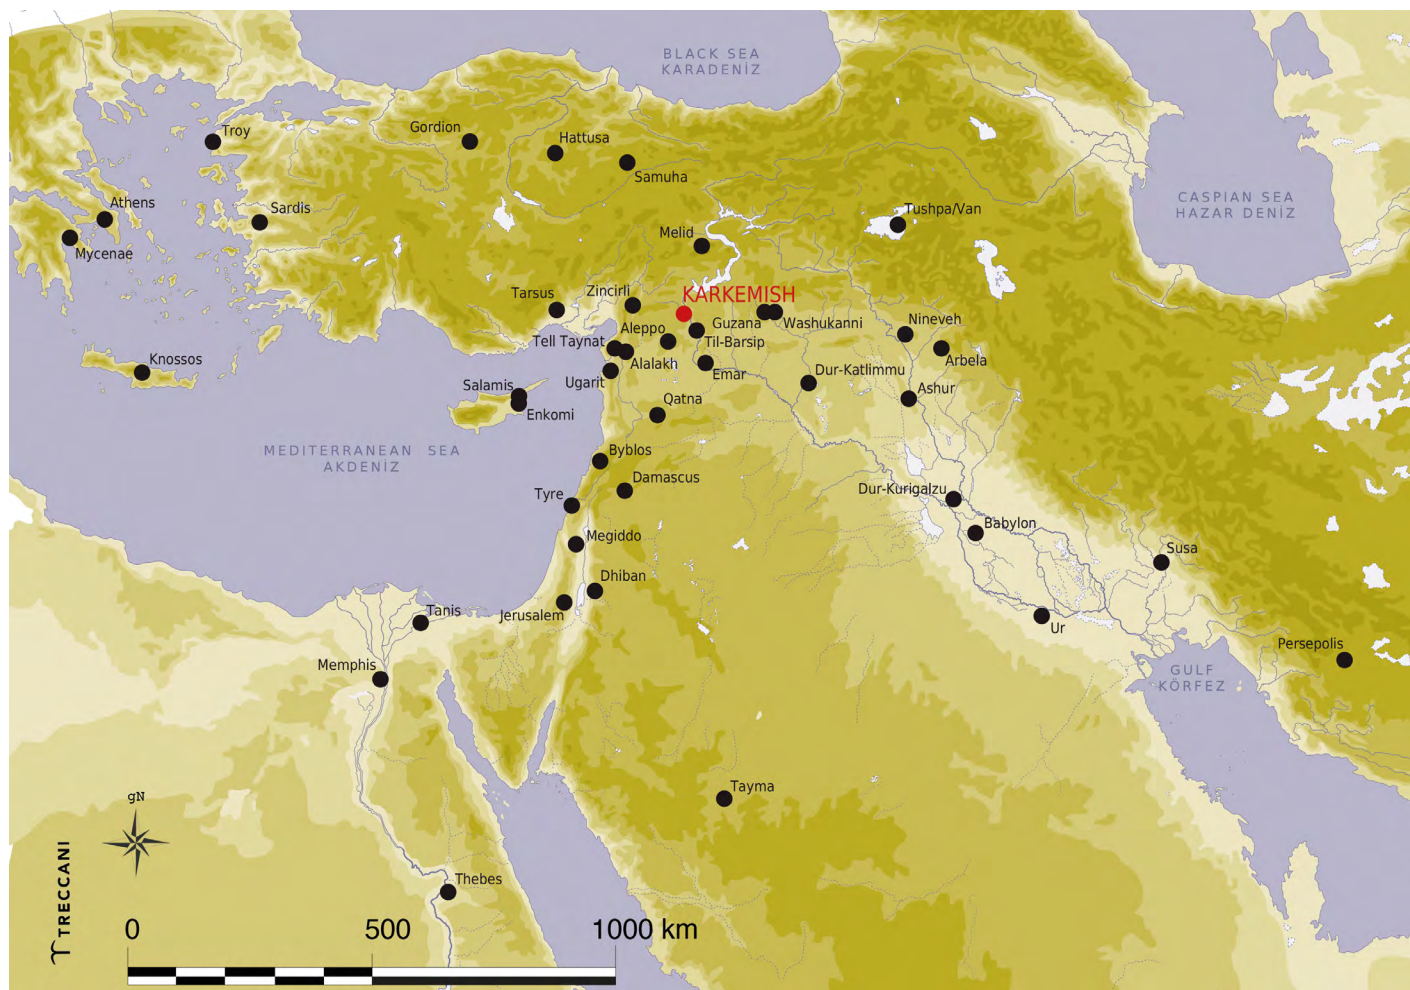 BLACK SEA
KARADENİZ
Troy
Gordion
Hattusa
Samuha
CASPIAN SEA
HAZAR DENİZ
Athens
Sardis
Tushpa/Van
Mycenae
Melid
Tarsus
Zincirli
KARKEMISH
Aleppo
Guzana
Washukanni
Nineveh
Tell Taynat
Til-Barsip
Knossos
Alalakh
Arbela
Emar
Dur-Katlimmu
Salamis
Ugarit
Ashur
Qatna
Enkomi
MEDITERRANEAN SEA
AKDENİZ
Byblos
Damascus
Tyre
Dur-Kurigalzu
Babylon
Megiddo
Susa
Dhiban
Tanis
Jerusalem
Ur
Persepolis
Memphis
GULF
KÖRFEZ
Tayma
gN
TRECCANI
Thebes
0 500 1000 km